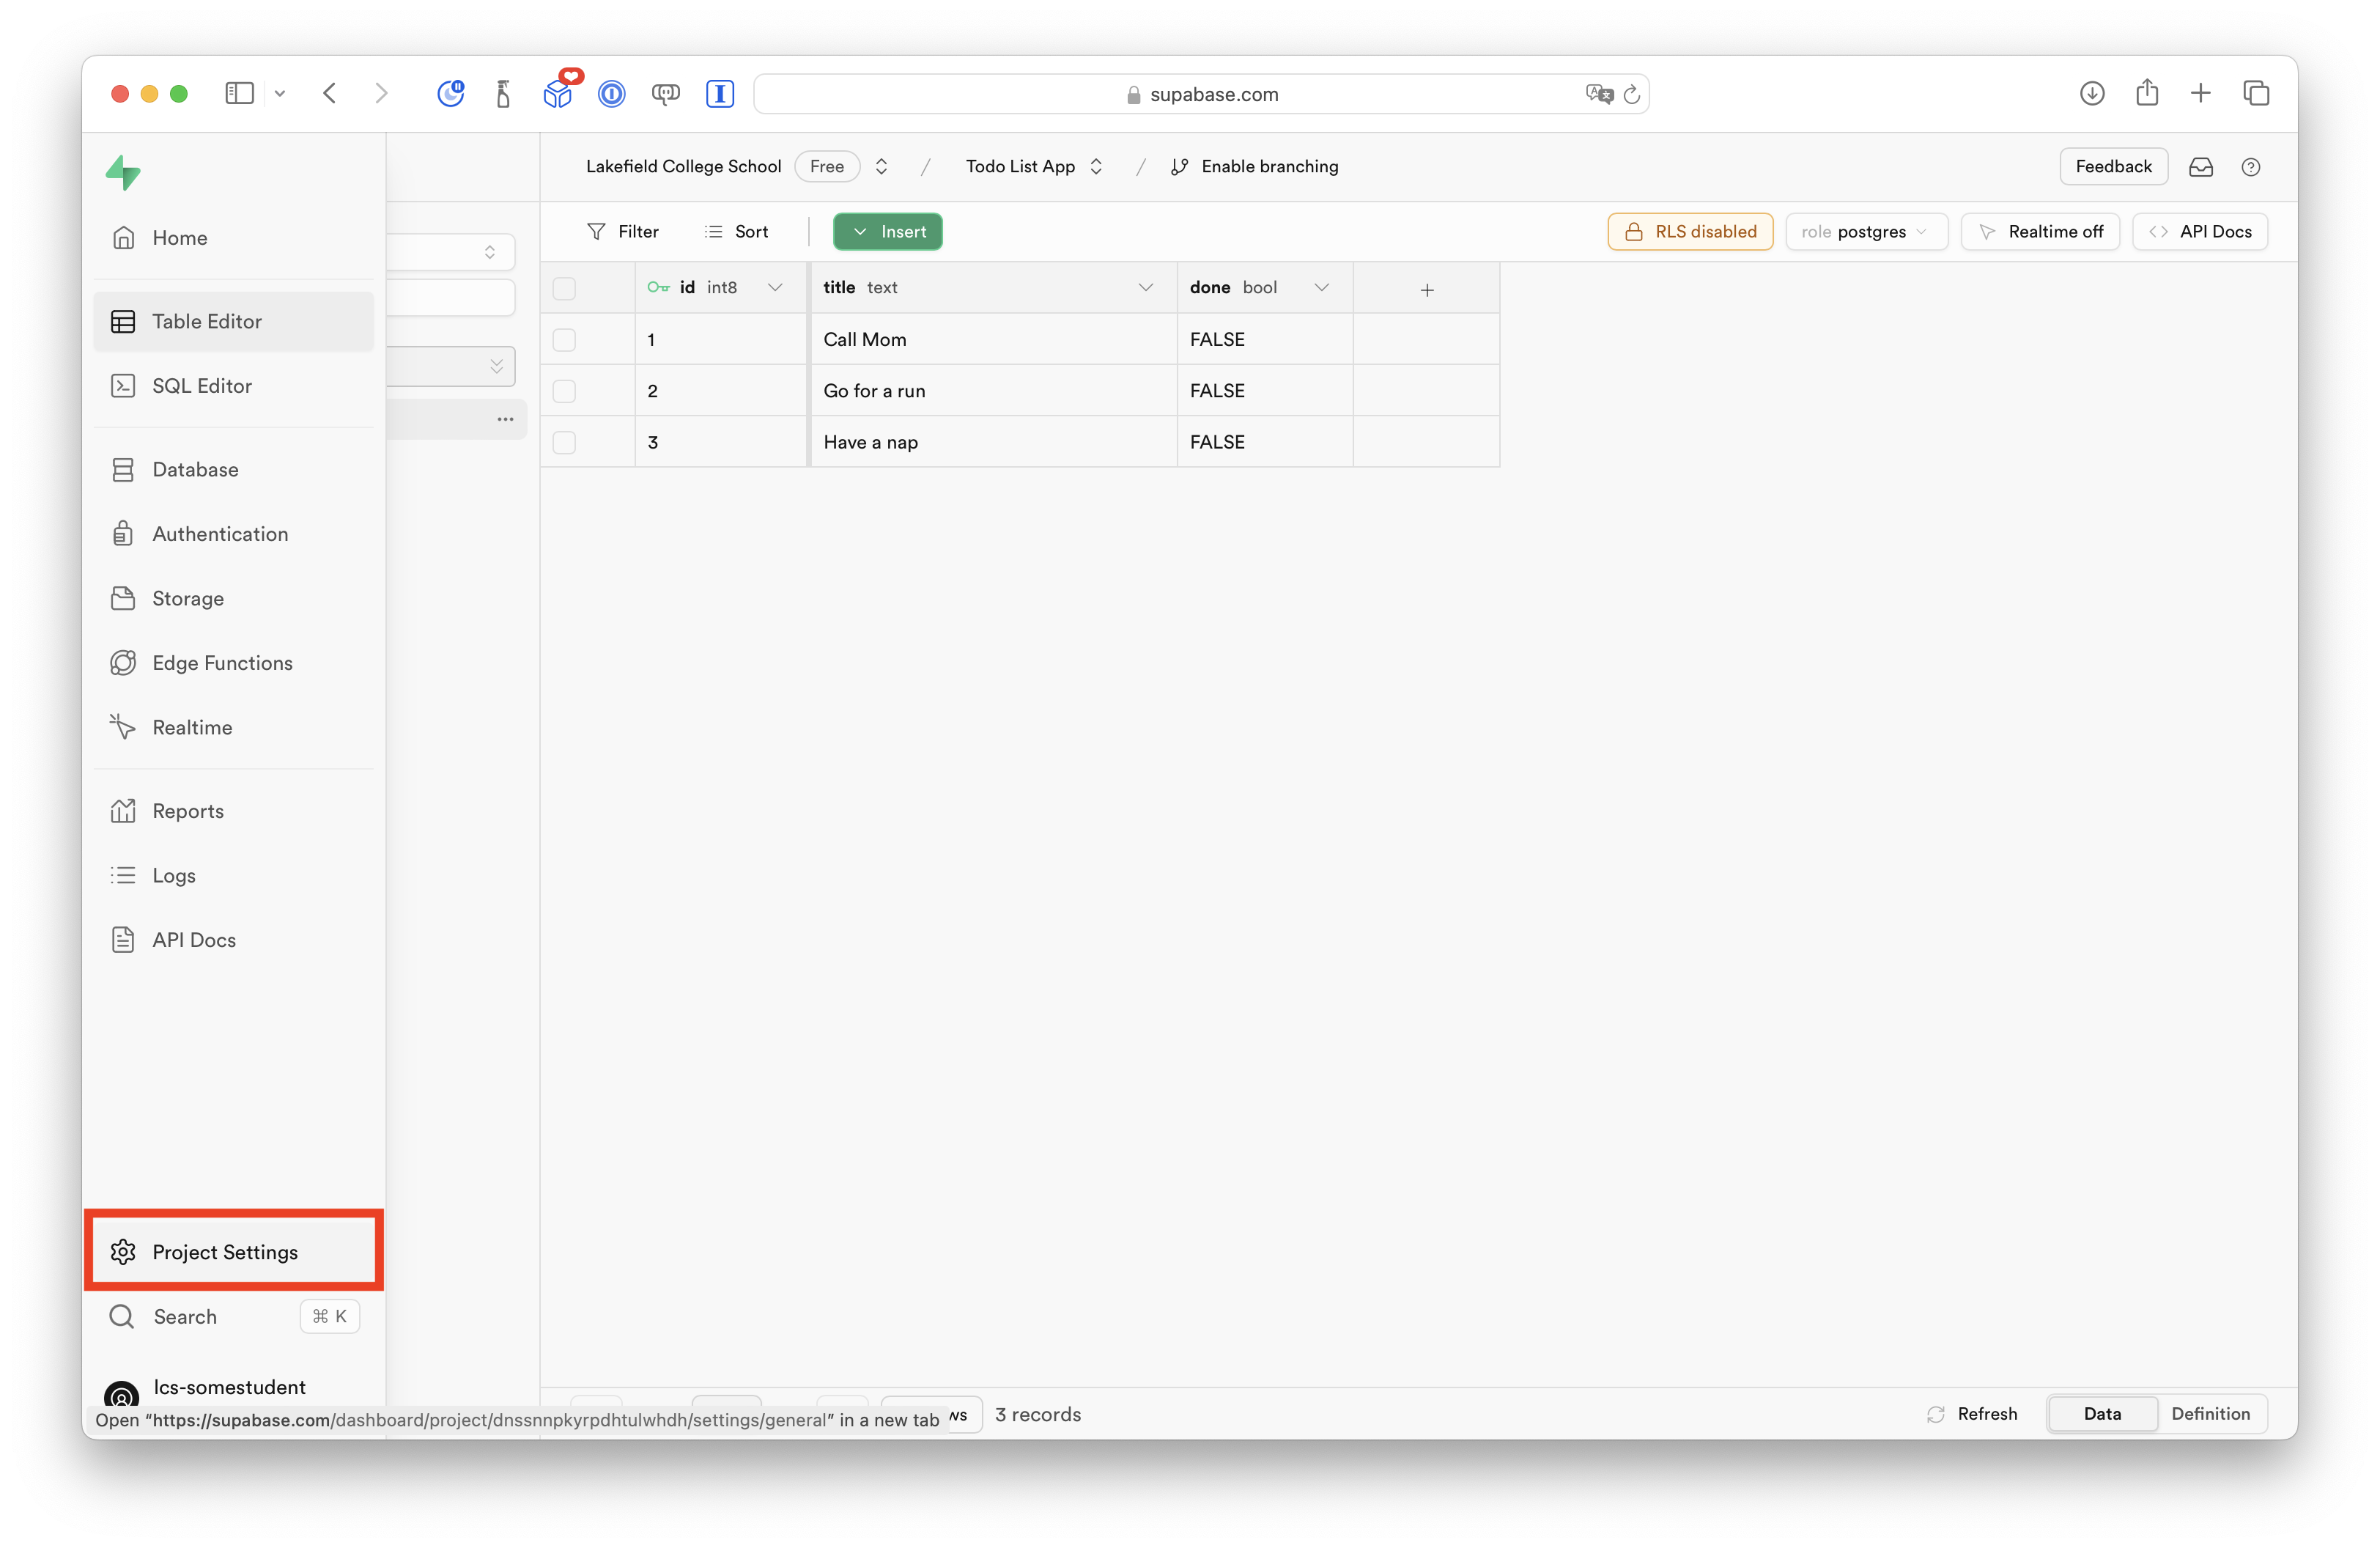 supabase.com
Lakefield College School Free / Todo List App / Enable branching Feedback
Home
Table Editor
SQL Editor
Database
Authentication
Storage
Edge Functions
Realtime
Reports
Logs
API Docs
Project Settings
Search ⌘ K
lcs-somestudent
Open “https://supabase.com/dashboard/project/dnssnnpkyrpdhtulwhdh/settings/general” in a new tab
Filter Sort Insert RLS disabled role postgres Realtime off API Docs
id int8 title text done bool
1 Call Mom FALSE
2 Go for a run FALSE
3 Have a nap FALSE
3 records Refresh Data Definition